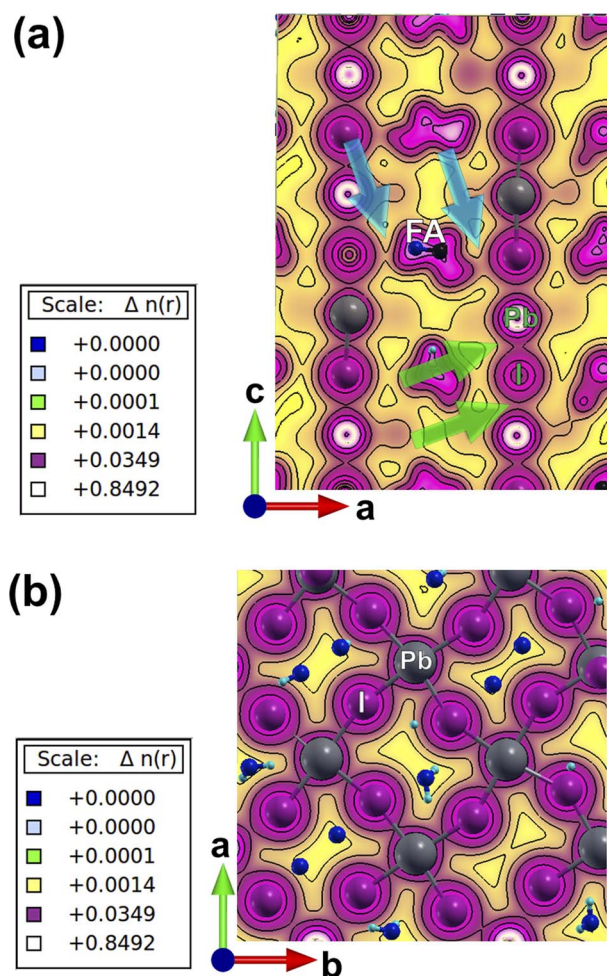 (a)
FA
Pb
I
Scale: Δ n(r)
+0.0000
+0.0000
+0.0001
+0.0014
+0.0349
+0.8492
c
a
(b)
Pb
I
Scale: Δ n(r)
+0.0000
+0.0000
+0.0001
+0.0014
+0.0349
+0.8492
a
b